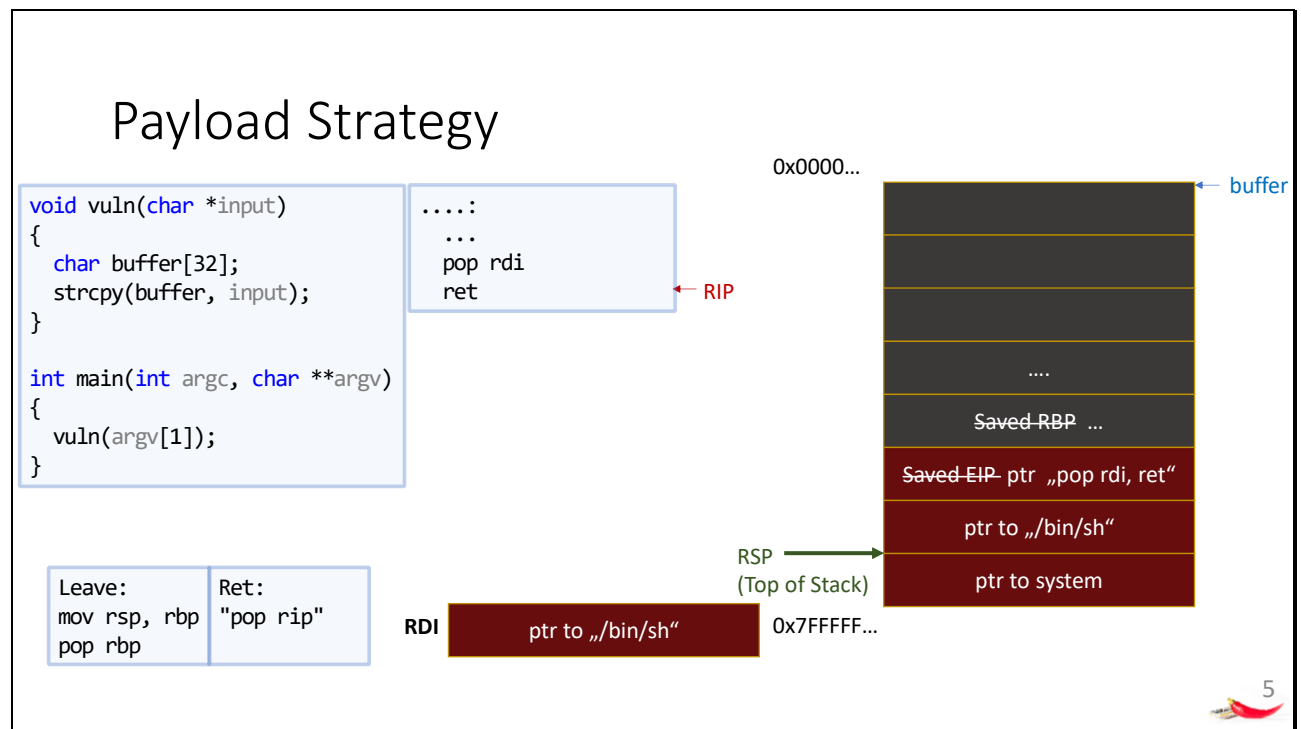 Payload Strategy
void vuln(char *input)
{
  char buffer[32];
  strcpy(buffer, input);
}

int main(int argc, char **argv)
{
  vuln(argv[1]);
}
....:
  ...
  pop rdi
  ret
RIP
0x0000...
buffer
....
Saved RBP ...
Saved EIP ptr „pop rdi, ret“
ptr to „/bin/sh“
ptr to system
RSP
(Top of Stack)
0x7FFFFF...
Leave:
mov rsp, rbp
pop rbp
Ret:
"pop rip"
RDI
ptr to „/bin/sh“
5